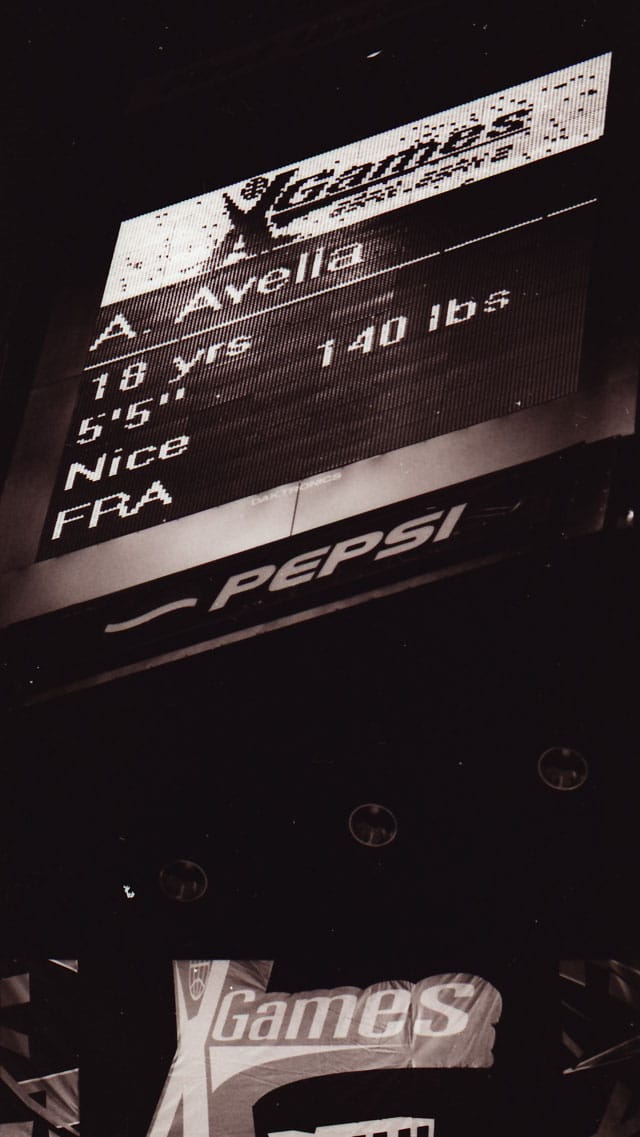 X Games
A. Avella
18 yrs 140 lbs
5'5"
Nice
FRA
DAKTRONICS
PEPSI
X Games